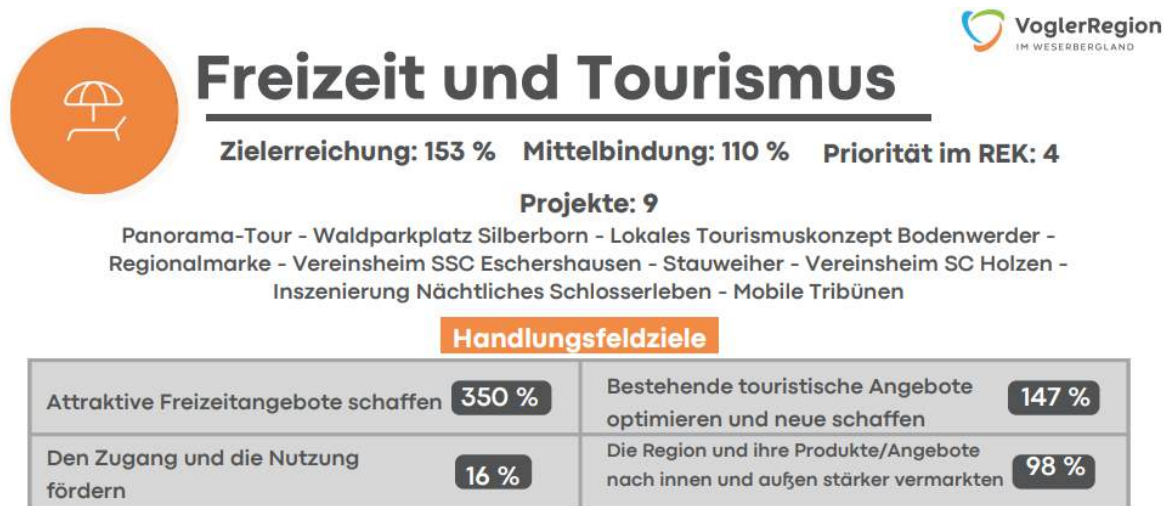 VoglerRegion
IM WESERBERGLAND
Freizeit und Tourismus
Zielerreichung: 153 % Mittelbindung: 110 % Priorität im REK: 4
Projekte: 9
Panorama-Tour - Waldparkplatz Silberborn - Lokales Tourismuskonzept Bodenwerder -
Regionalmarke - Vereinsheim SSC Eschershausen - Stauweiher - Vereinsheim SC Holzen -
Inszenierung Nächtliches Schlosserleben - Mobile Tribünen
Handlungsfeldziele
Attraktive Freizeitangebote schaffen 350 %
Bestehende touristische Angebote
optimieren und neue schaffen 147 %
Den Zugang und die Nutzung
fördern 16 %
Die Region und ihre Produkte/Angebote
nach innen und außen stärker vermarkten 98 %